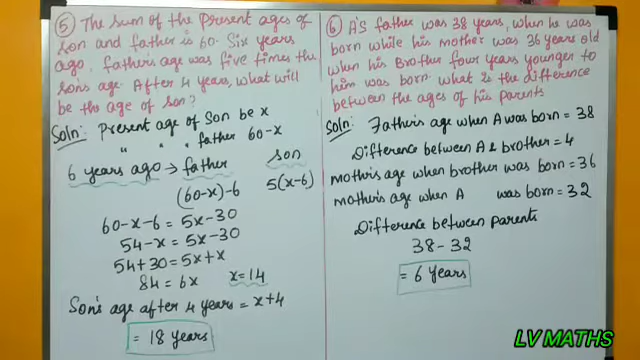 ⑤ The sum of the Present ages of
son and father is 60. Six years
ago, father's age was five times the
son's age. After 4 years, what will
be the age of son?
Soln: Present age of Son be x
" " " father 60-x
6 years ago → father son
(60-x)-6 5(x-6)
60-x-6 = 5x-30
54-x = 5x-30
54+30 = 5x+x
84 = 6x x=14
Son's age after 4 years = x+4
= 18 years
⑥ A's father was 38 years, when he was
born while his mother was 36 years old
when his Brother four years younger to
him was born. what is the difference
between the ages of his parents
Soln: Father's age when A was born = 38
Difference between A & brother = 4
mother's age when brother was born = 36
mother's age when A was born = 32
Difference between parents
38-32
= 6 years
LV MATHS